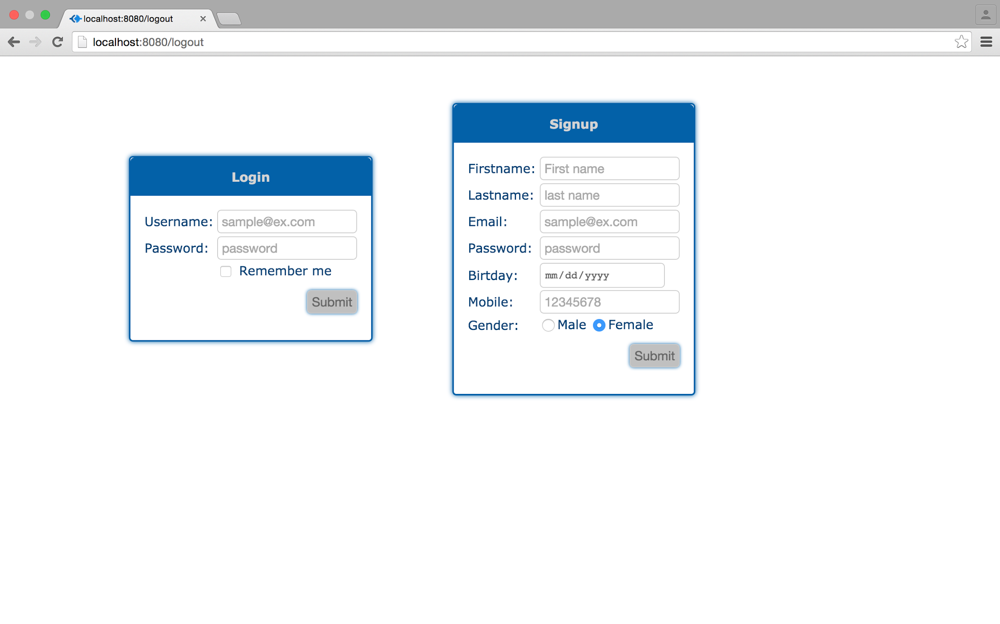 localhost:8080/logout
localhost:8080/logout
Login
Username: sample@ex.com
Password: password
Remember me
Submit
Signup
Firstname: First name
Lastname: last name
Email: sample@ex.com
Password: password
Birtday: mm/dd/yyyy
Mobile: 12345678
Gender: Male Female
Submit